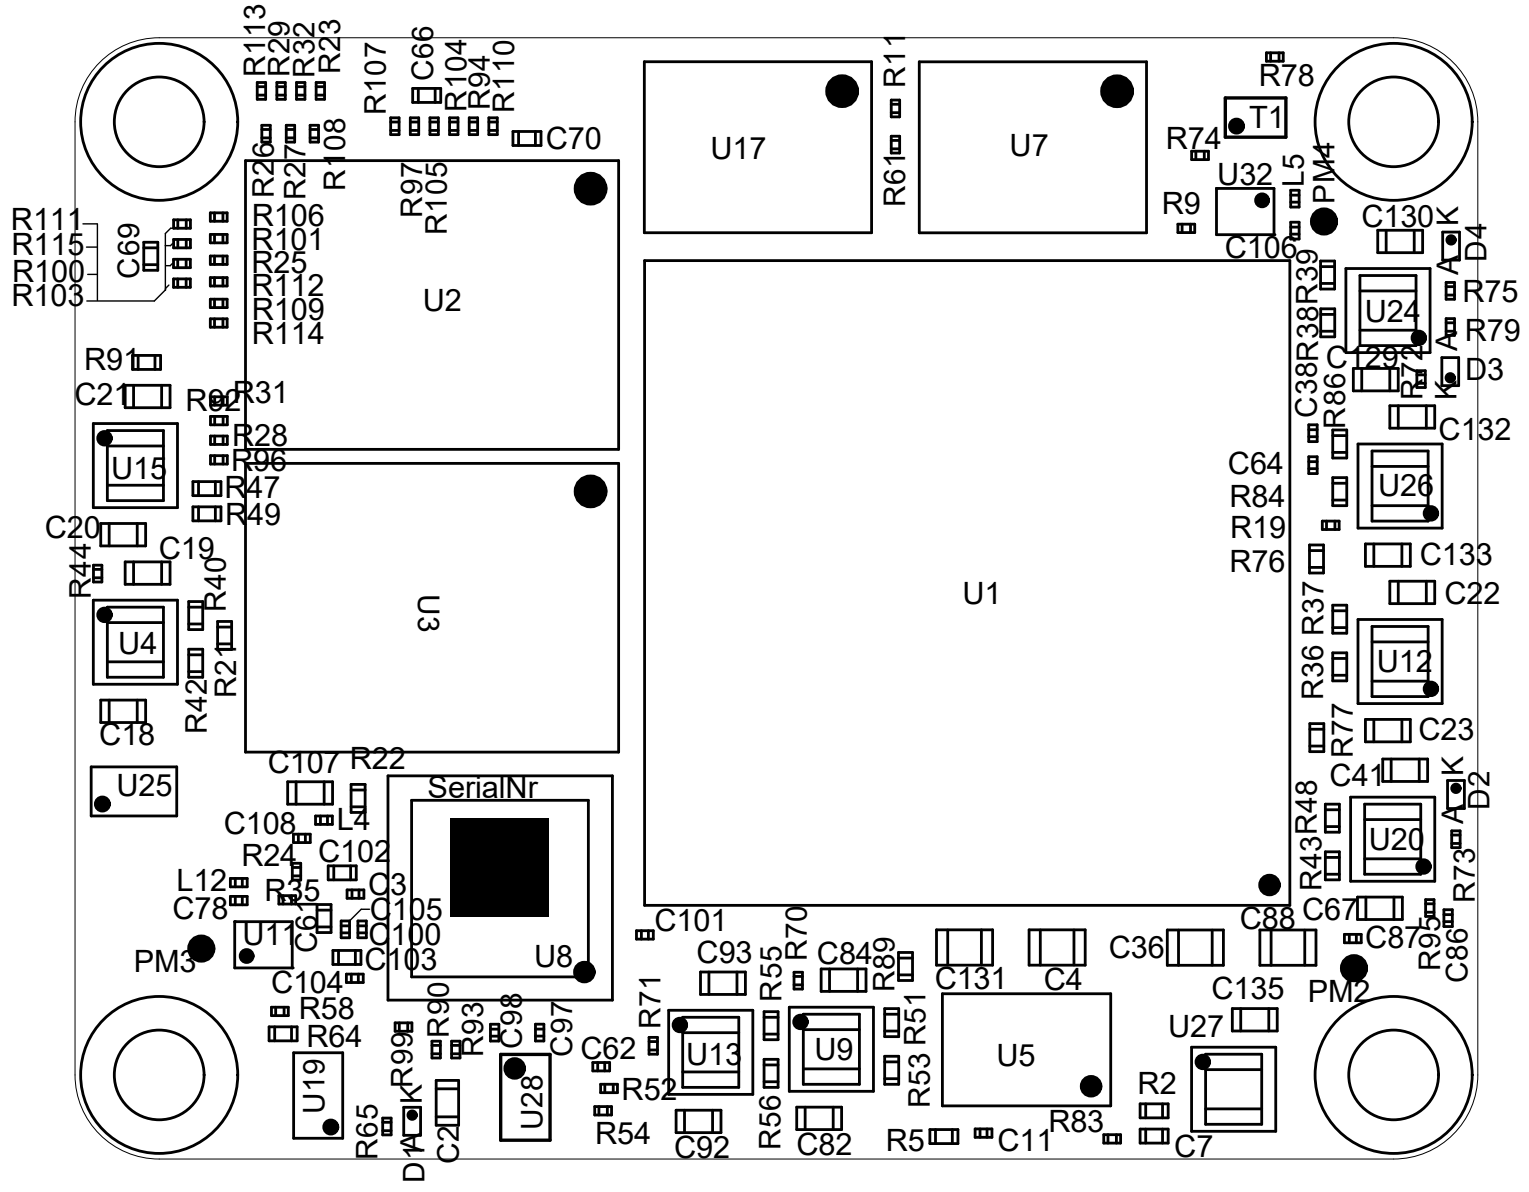 R113
R29
R32
R23
R107
C66
R104
R94
R110
C70
R26
R27
R108
R97
R105
U17
R11
R61
U7
R78
T1
R74
U32
L5
PM4
R9
C106
C130
K
A
D4
R111
R115
R100
R103
C69
R106
R101
R25
R112
R109
R114
U2
R39
R38
U24
R75
R79
A
K
D3
C129
R72
R91
C21
R92
R31
R28
R96
U15
R47
R49
C38
R86
C132
C64
R84
R19
R76
U26
C20
C19
R44
R40
U4
R42
R21
C18
U3
U1
C133
C22
R37
R36
U12
R77
C23
C41
K
A
D2
U25
C107
R22
SerialNr
C108
L4
R24
C102
L12
R35
C3
C78
C61
C105
U11
C100
PM3
C103
C104
U8
R48
R43
U20
R73
C101
R70
C88
C67
C87
R95
C86
C93
R55
C84
R89
C131
C4
C36
PM2
C135
R58
R64
U19
R99
R90
R93
C98
C97
R71
U13
U9
R51
R53
U5
U27
C62
R52
R54
R65
D1
A
K
C2
U28
C92
R56
C82
R5
C11
R83
R2
C7